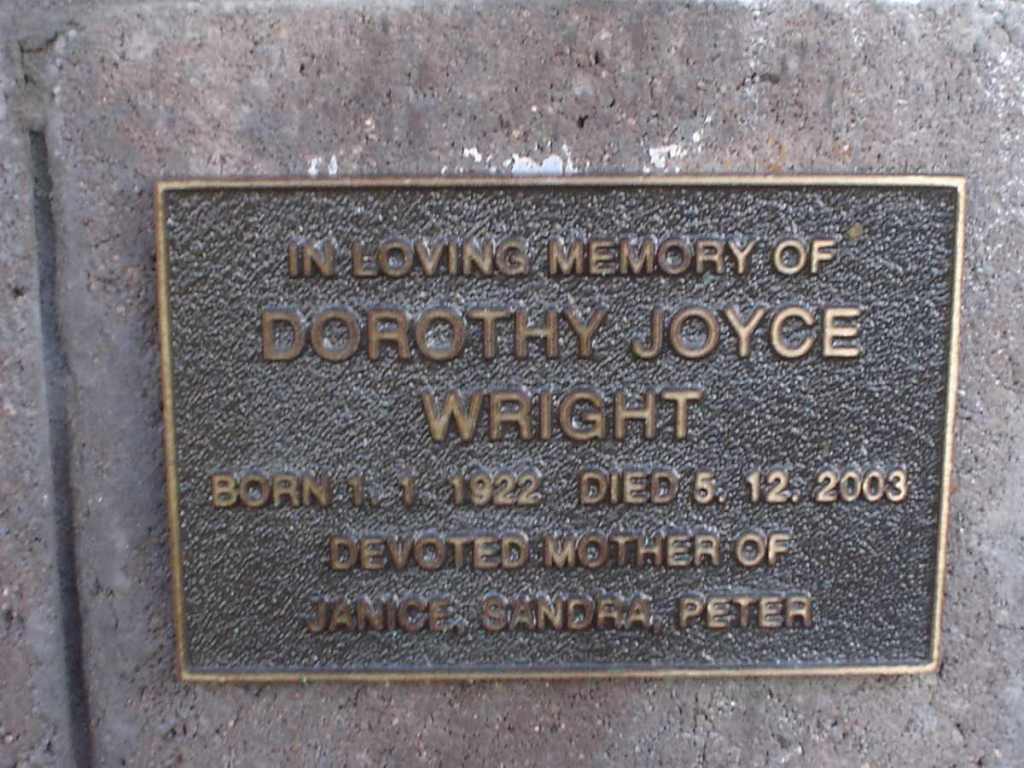 IN LOVING MEMORY OF
DOROTHY JOYCE
WRIGHT
BORN 1. 1. 1922 DIED 5. 12. 2003
DEVOTED MOTHER OF
JANICE, SANDRA, PETER